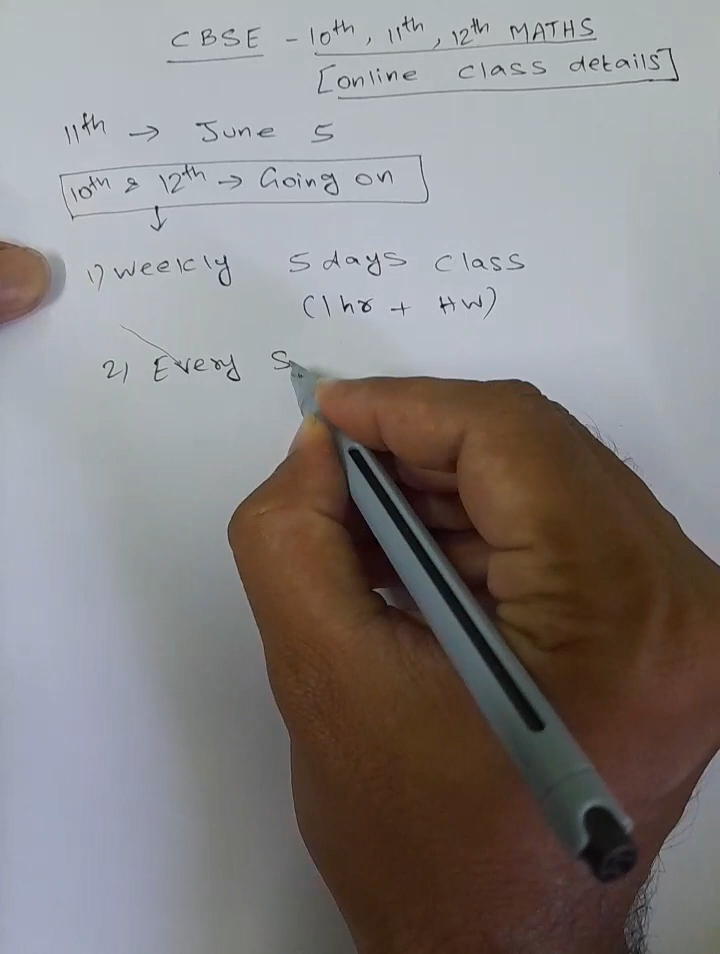 CBSE - 10th, 11th, 12th MATHS
[online class details]
11th → June 5
10th & 12th → Going on
↓
1) weekly 5 days class
(1 hr + HW)
2) Every S